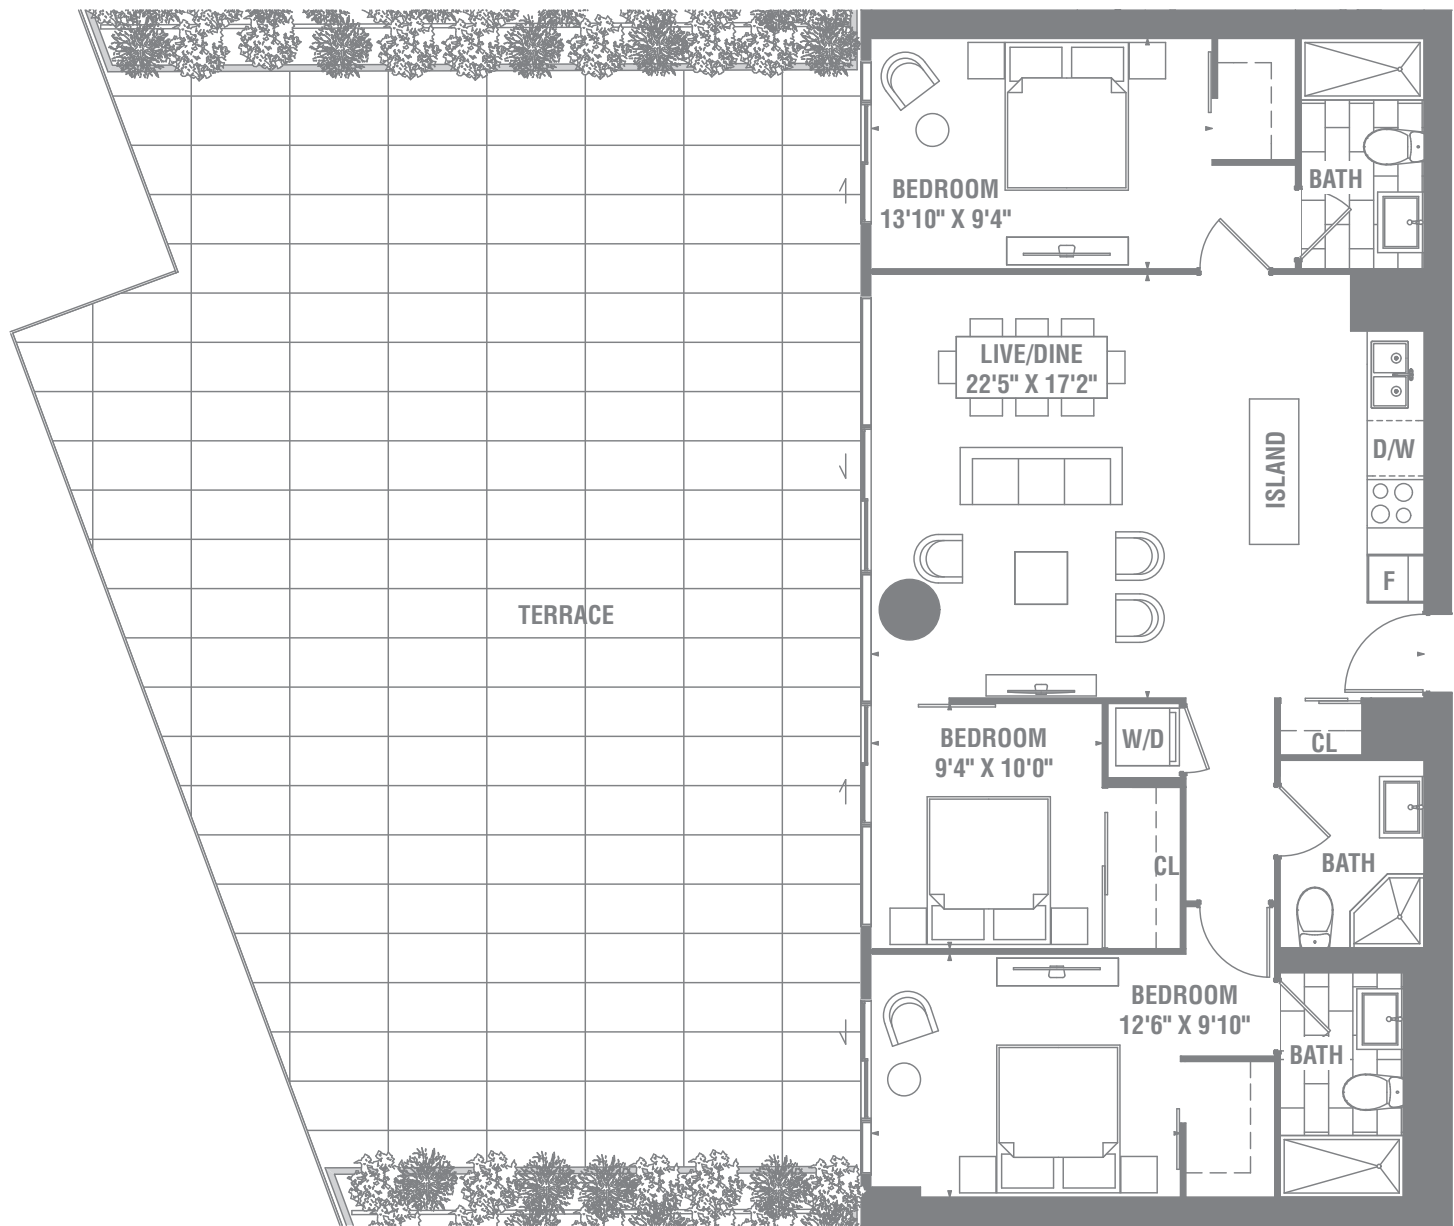 BEDROOM
13'10" X 9'4"
BATH
LIVE/DINE
22'5" X 17'2"
ISLAND
D/W
F
TERRACE
BEDROOM
9'4" X 10'0"
W/D
CL
CL
BATH
BEDROOM
12'6" X 9'10"
BATH